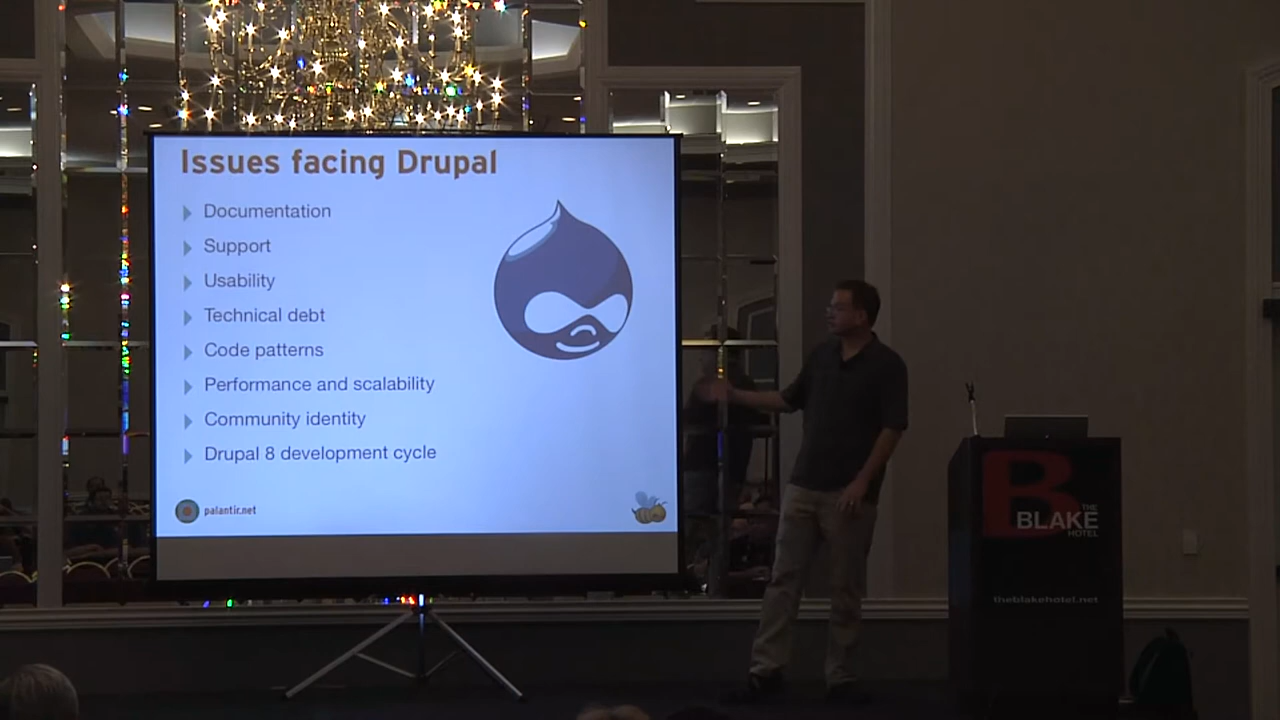 Issues facing Drupal
Documentation
Support
Usability
Technical debt
Code patterns
Performance and scalability
Community identity
Drupal 8 development cycle
palantir.net
B
THE
BLAKE
HOTEL
theblakehotel.net